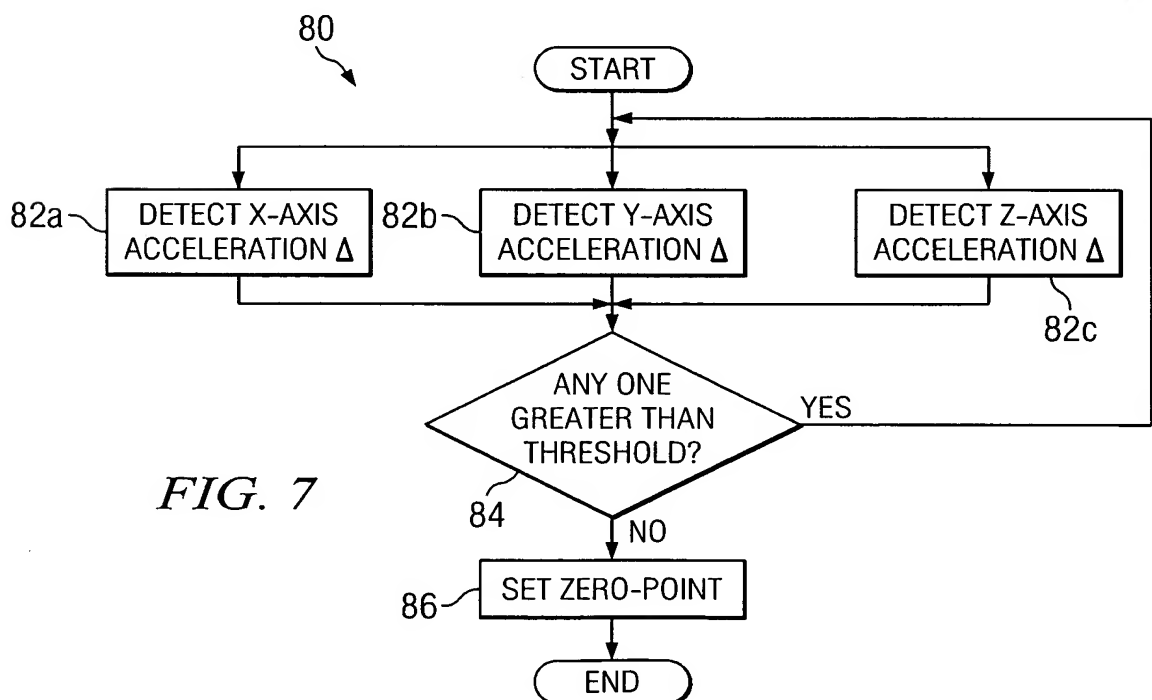 80
START
82a
DETECT X-AXIS
ACCELERATION Δ
82b
DETECT Y-AXIS
ACCELERATION Δ
DETECT Z-AXIS
ACCELERATION Δ
82c
ANY ONE
GREATER THAN
THRESHOLD?
YES
84
FIG. 7
NO
86
SET ZERO-POINT
END